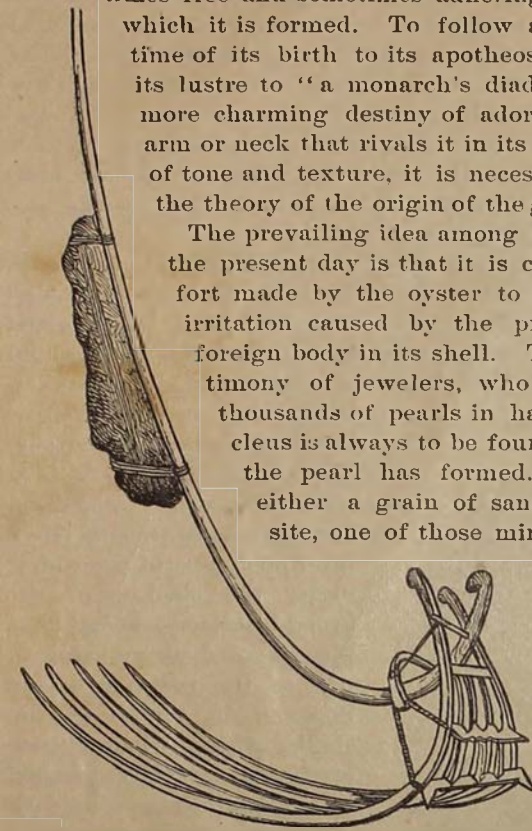 free and sometimes adhering
which it is formed. To follow a
time of its birth to its apotheos
its lustre to “a monarch's diad
more charming destiny of ador
arm or neck that rivals it in its
of tone and texture, it is neces
the theory of the origin of the
The prevailing idea among
the present day is that it is c
fort made by the oyster to
irritation caused by the p
foreign body in its shell. T
timony of jewelers, who
thousands of pearls in ha
cleus is always to be fou
the pearl has formed.
either a grain of san
site, one of those mi